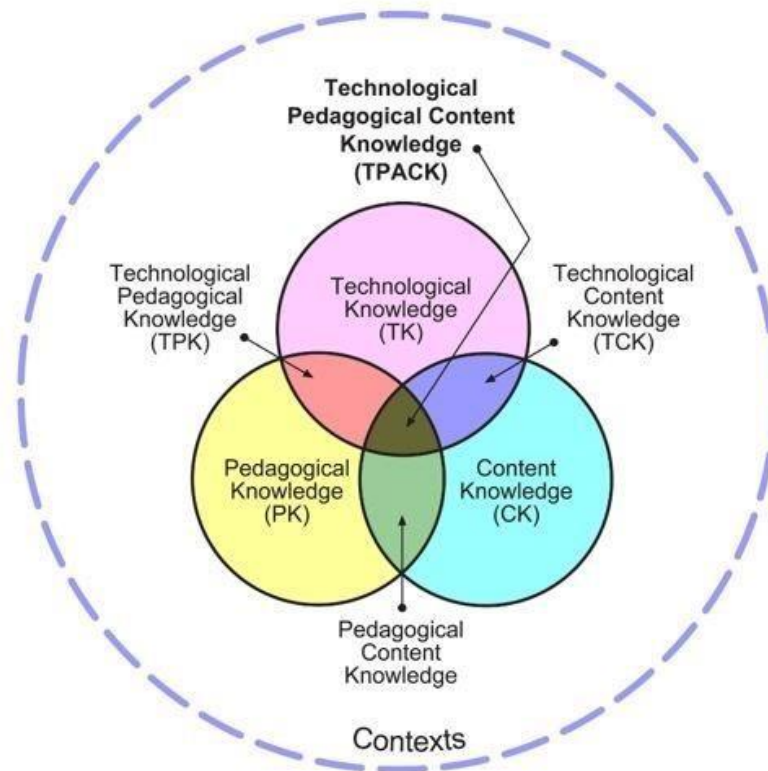 Technological
Pedagogical Content
Knowledge
(TPACK)
Technological
Pedagogical
Knowledge
(TPK)
Technological
Knowledge
(TK)
Technological
Content
Knowledge
(TCK)
Pedagogical
Knowledge
(PK)
Content
Knowledge
(CK)
Pedagogical
Content
Knowledge
Contexts